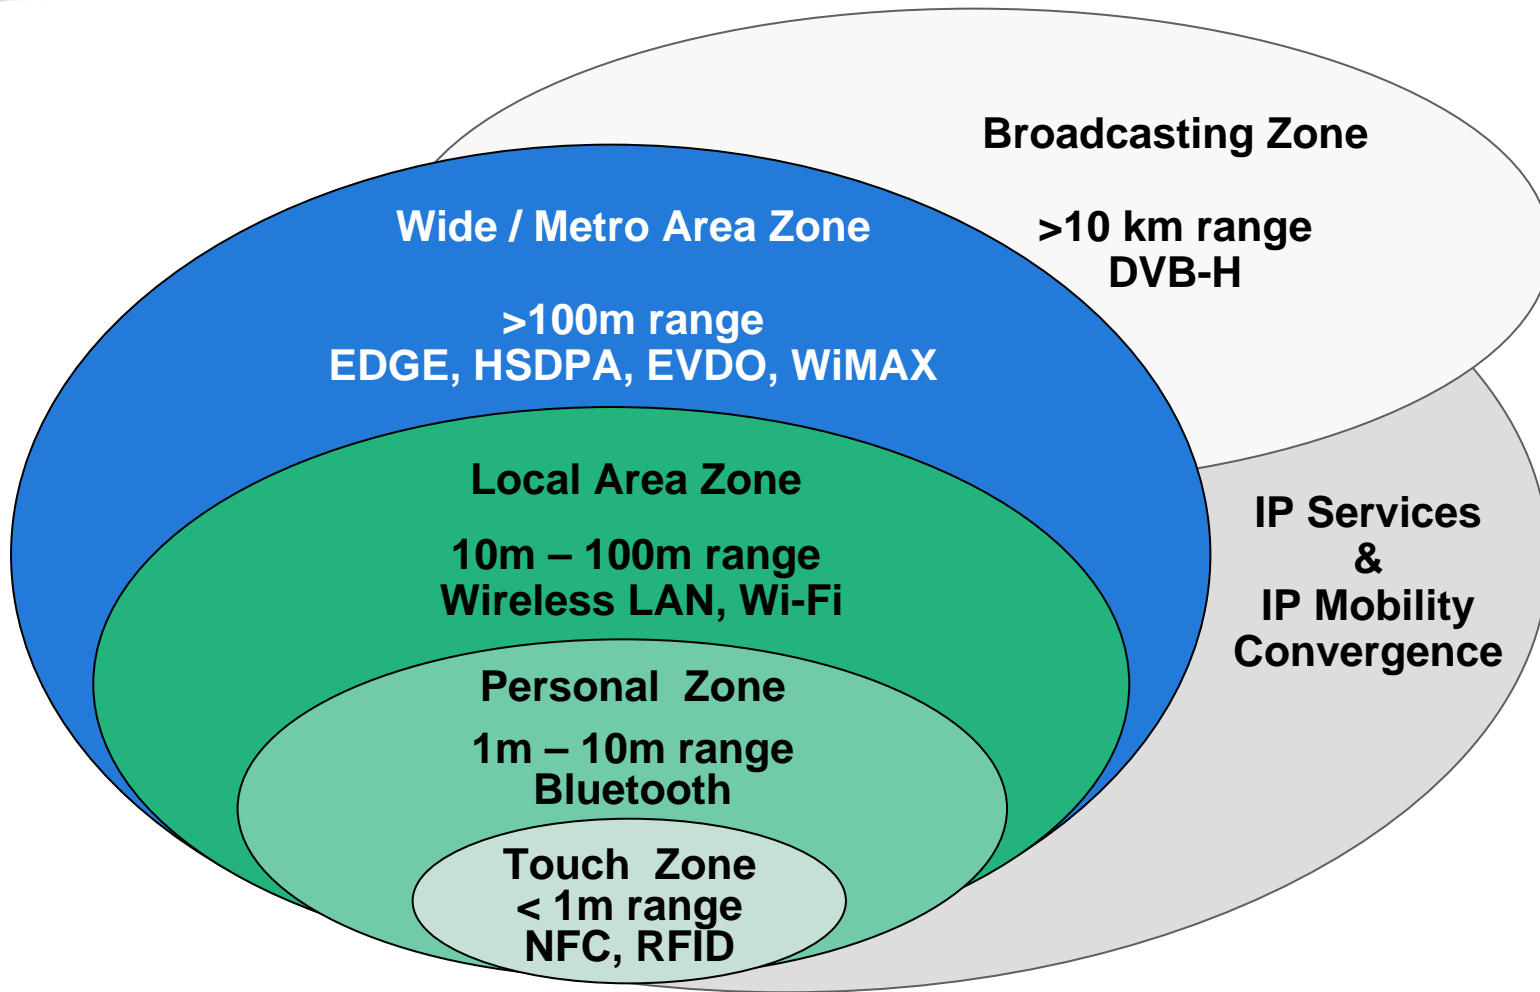 Broadcasting Zone
>10 km range
DVB-H
Wide / Metro Area Zone
>100m range
EDGE, HSDPA, EVDO, WiMAX
Local Area Zone
10m – 100m range
Wireless LAN, Wi-Fi
IP Services
&
IP Mobility
Convergence
Personal  Zone
1m – 10m range
Bluetooth
Touch  Zone
< 1m range
NFC, RFID